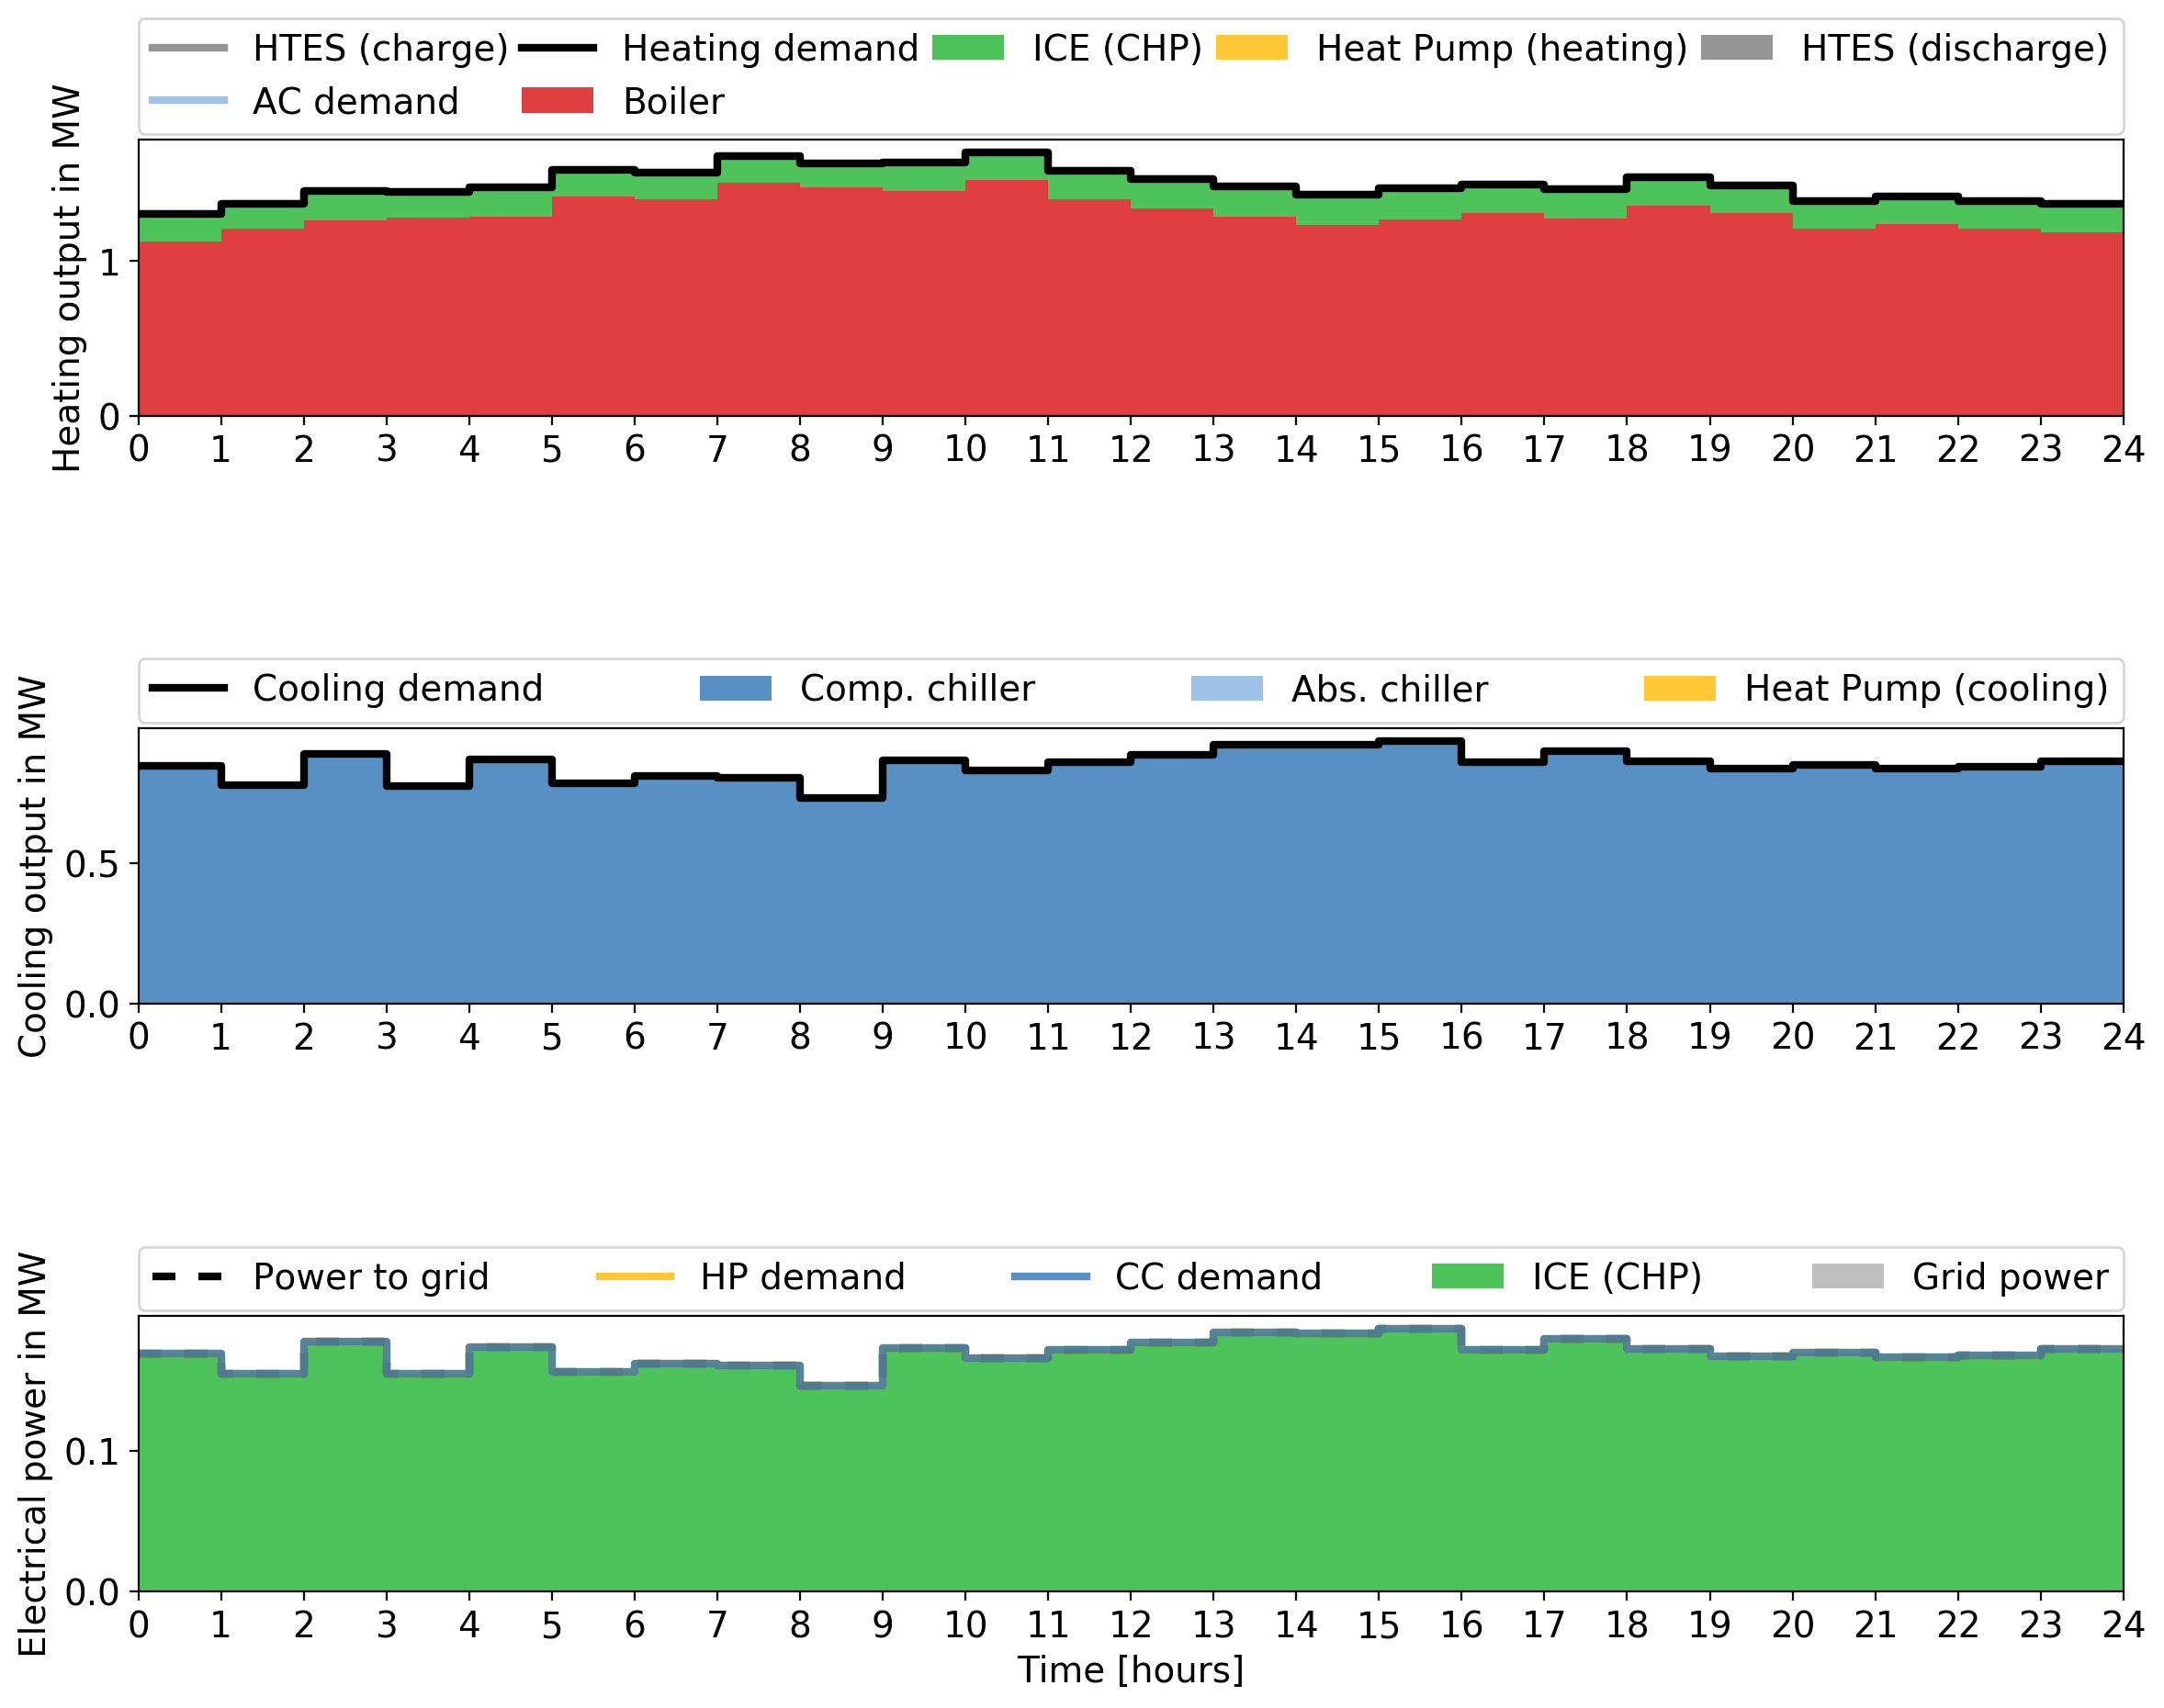 HTES (charge) Heating demand ICE (CHP) Heat Pump (heating) HTES (discharge)
AC demand Boiler
Heating output in MW
1
0
0 1 2 3 4 5 6 7 8 9 10 11 12 13 14 15 16 17 18 19 20 21 22 23 24
Cooling demand Comp. chiller Abs. chiller Heat Pump (cooling)
Cooling output in MW
0.5
0.0
0 1 2 3 4 5 6 7 8 9 10 11 12 13 14 15 16 17 18 19 20 21 22 23 24
Power to grid HP demand CC demand ICE (CHP) Grid power
Electrical power in MW
0.1
0.0
0 1 2 3 4 5 6 7 8 9 10 11 12 13 14 15 16 17 18 19 20 21 22 23 24
Time [hours]